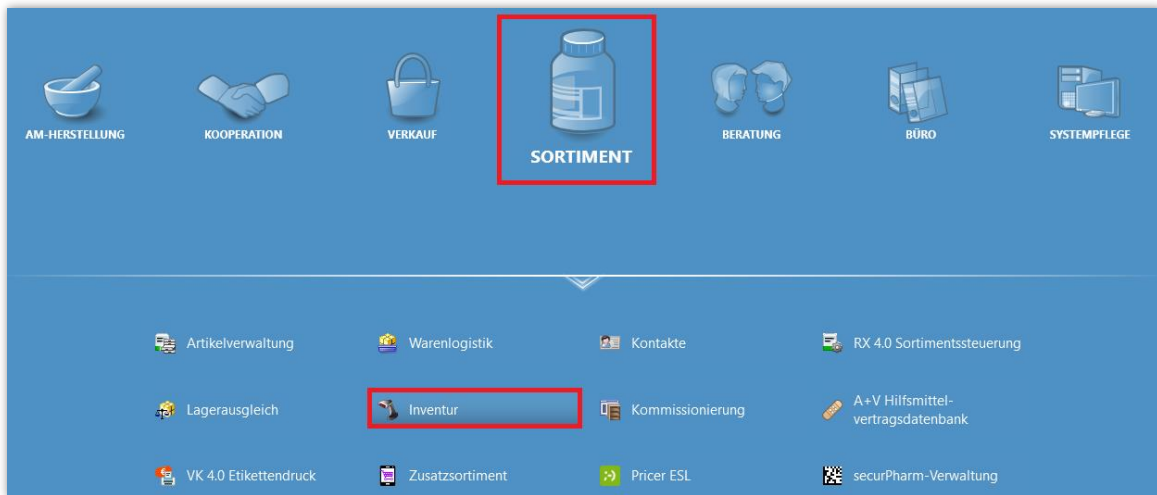 AM-HERSTELLUNG
KOOPERATION
VERKAUF
SORTIMENT
BERATUNG
BÜRO
SYSTEMPFLEGE
Artikelverwaltung
Warenlogistik
Kontakte
RX 4.0 Sortimentssteuerung
Lagerausgleich
Inventur
Kommissionierung
A+V Hilfsmittel-
vertragsdatenbank
VK 4.0 Etikettendruck
Zusatzsortiment
Pricer ESL
securPharm-Verwaltung